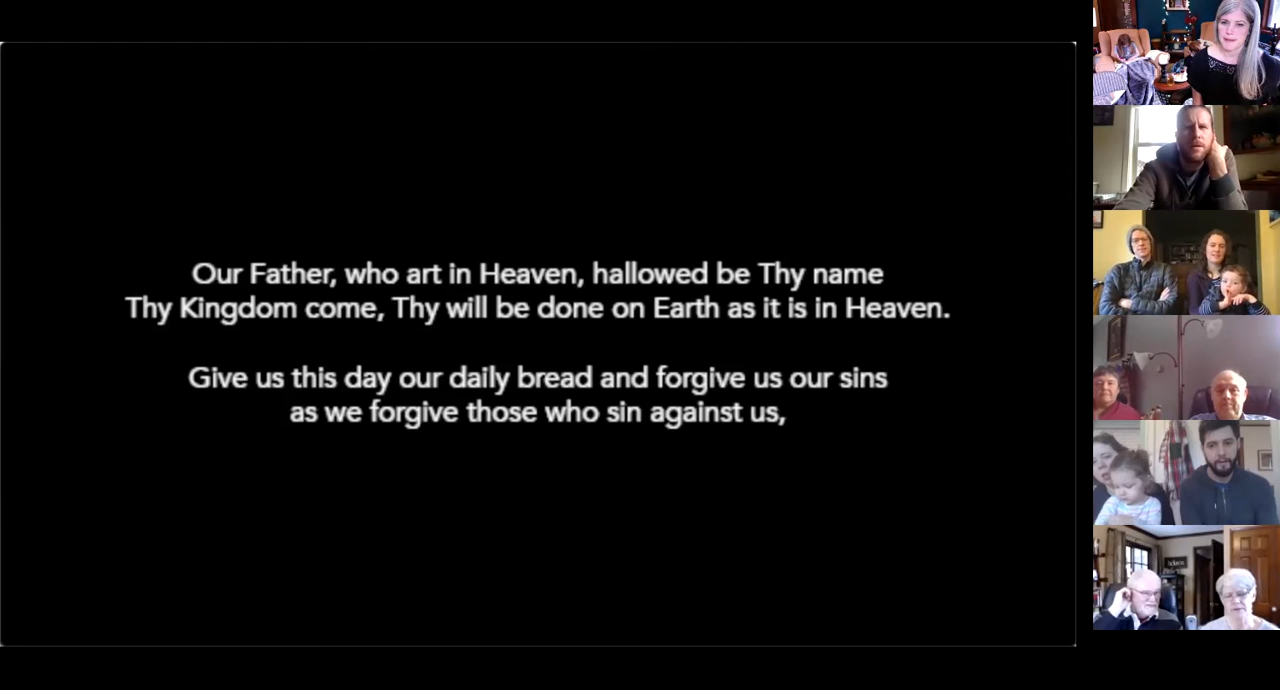 Our Father, who art in Heaven, hallowed be Thy name
Thy Kingdom come, Thy will be done on Earth as it is in Heaven.
Give us this day our daily bread and forgive us our sins
as we forgive those who sin against us,